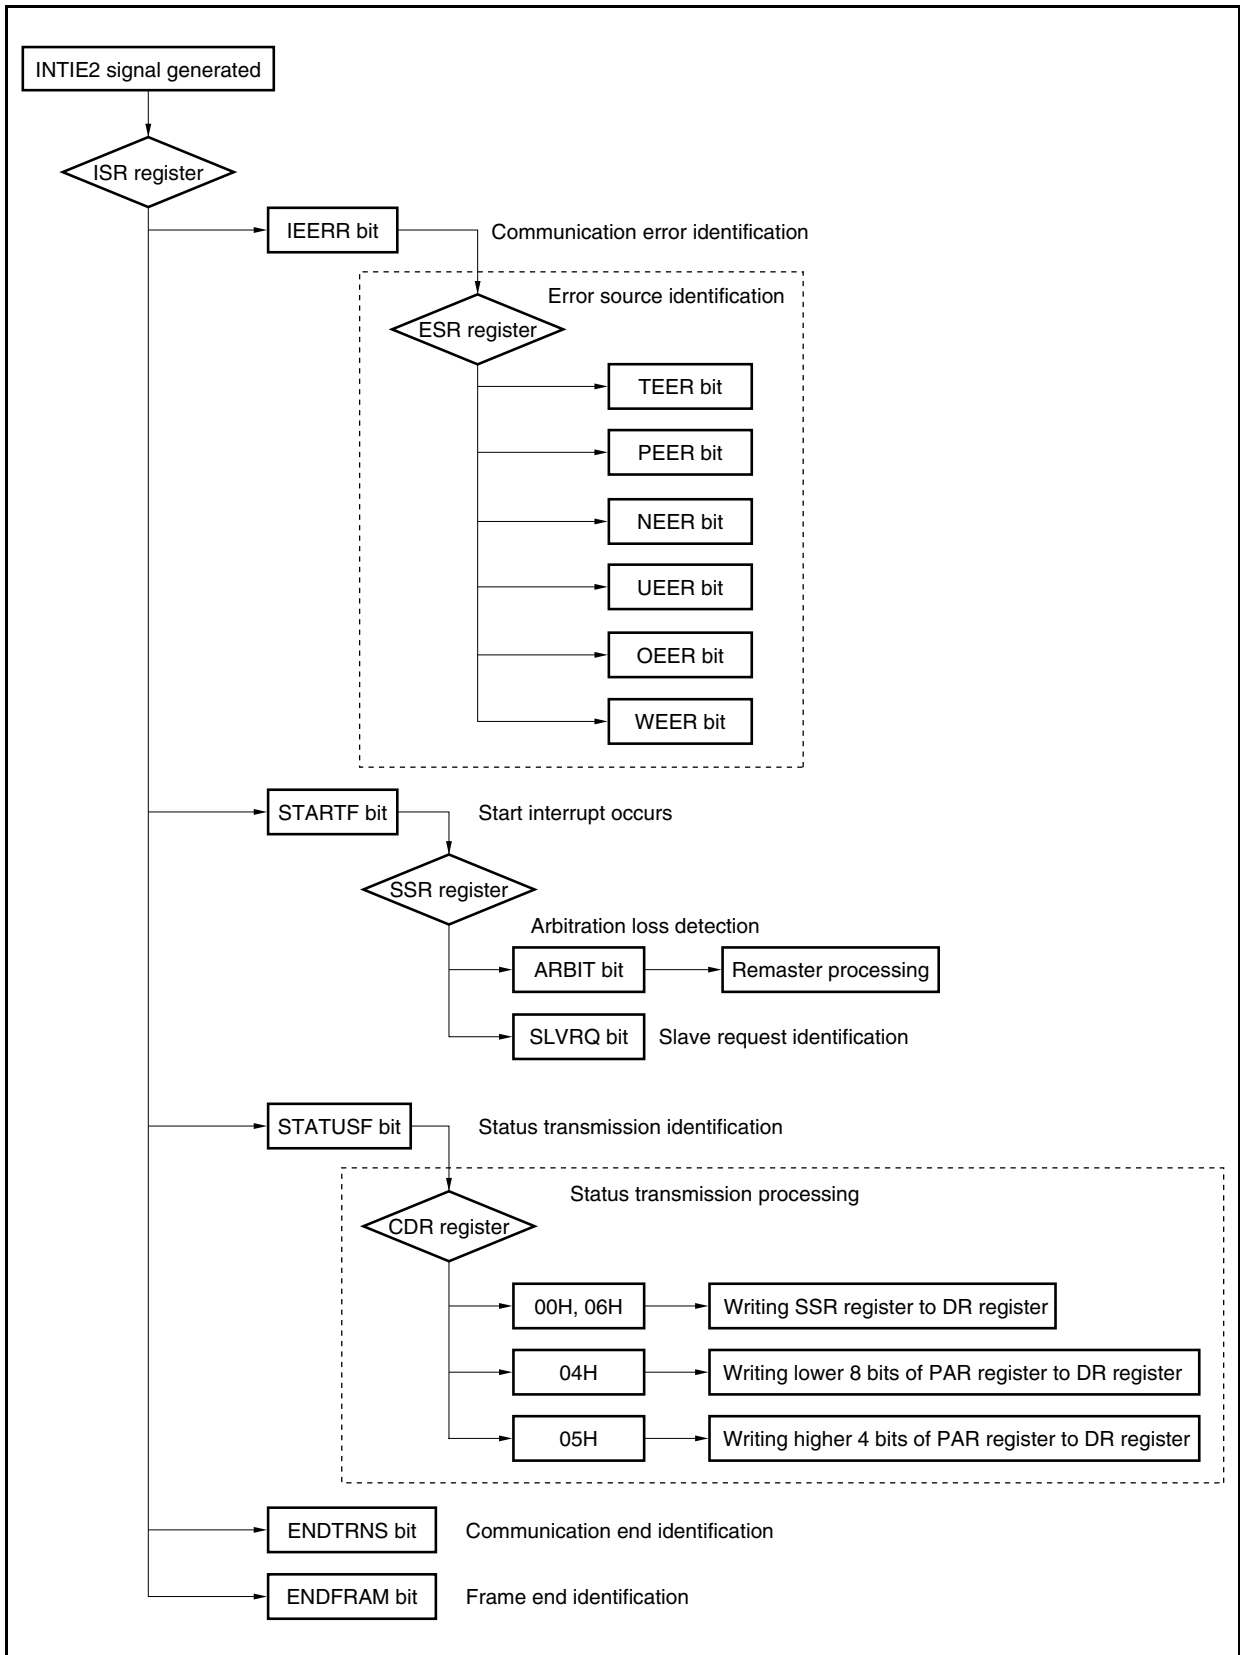 INTIE2 signal generated
ISR register
IEERR bit
Communication error identification
Error source identification
ESR register
TEER bit
PEER bit
NEER bit
UEER bit
OEER bit
WEER bit
STARTF bit
Start interrupt occurs
SSR register
Arbitration loss detection
ARBIT bit
Remaster processing
SLVRQ bit
Slave request identification
STATUSF bit
Status transmission identification
Status transmission processing
CDR register
00H, 06H
Writing SSR register to DR register
04H
Writing lower 8 bits of PAR register to DR register
05H
Writing higher 4 bits of PAR register to DR register
ENDTRNS bit
Communication end identification
ENDFRAM bit
Frame end identification